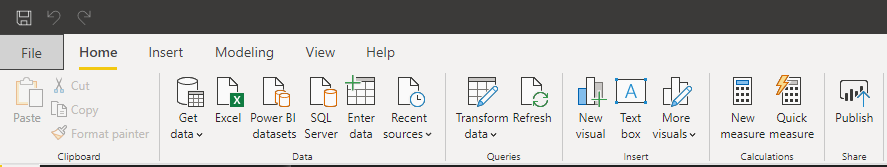 File Home Insert Modeling View Help
Paste
Cut
Copy
Format painter
Clipboard
Get data
Excel
Power BI datasets
SQL Server
Enter data
Recent sources
Data
Transform data
Refresh
Queries
New visual
A
Text box
More visuals
Insert
New measure
Quick measure
Calculations
Publish
Share